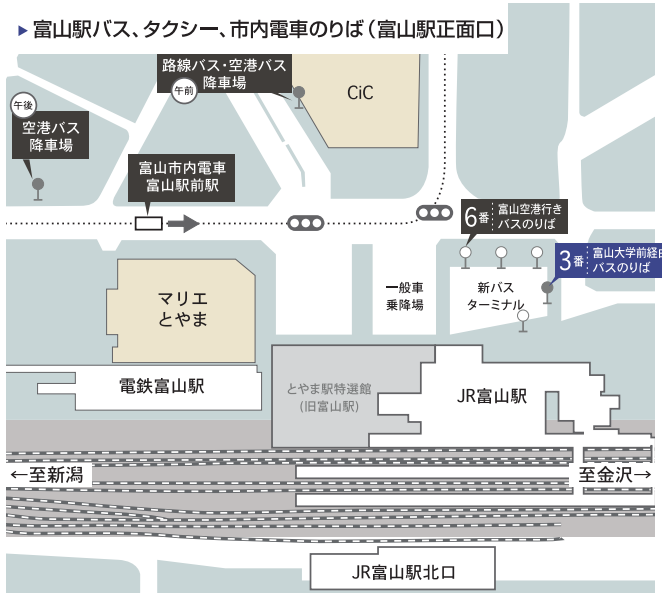 ▶富山駅バス、タクシー、市内電車のりば（富山駅正面口）
路線バス・空港バス
降車場
午前
CiC
午後
空港バス
降車場
富山市内電車
富山駅前駅
6番
富山空港行き
バスのりば
3番
富山大学前経由
バスのりば
一般車
乗降場
新バス
ターミナル
マリエ
とやま
電鉄富山駅
とやま駅特選館
(旧富山駅)
JR富山駅
←至新潟
至金沢→
JR富山駅北口